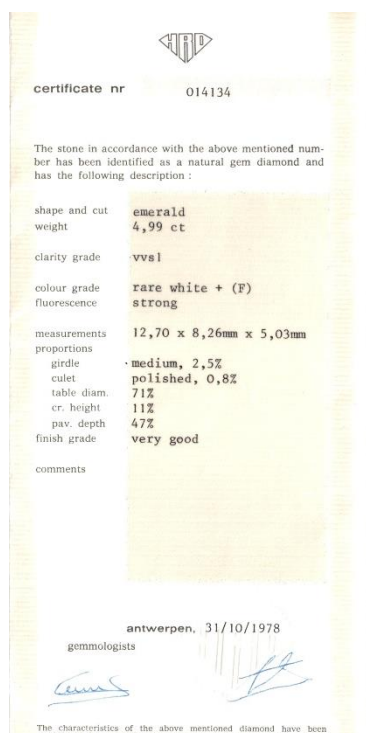 HRD
certificate nr 014134
The stone in accordance with the above mentioned num-
ber has been identified as a natural gem diamond and
has the following description :
shape and cut emerald
weight 4,99 ct
clarity grade vvs1
colour grade rare white + (F)
fluorescence strong
measurements 12,70 x 8,26mm x 5,03mm
proportions
girdle medium, 2,5%
culet polished, 0,8%
table diam. 71%
cr. height 11%
pav. depth 47%
finish grade very good
comments
antwerpen, 31/10/1978
gemmologists
The characteristics of the above mentioned diamond have been